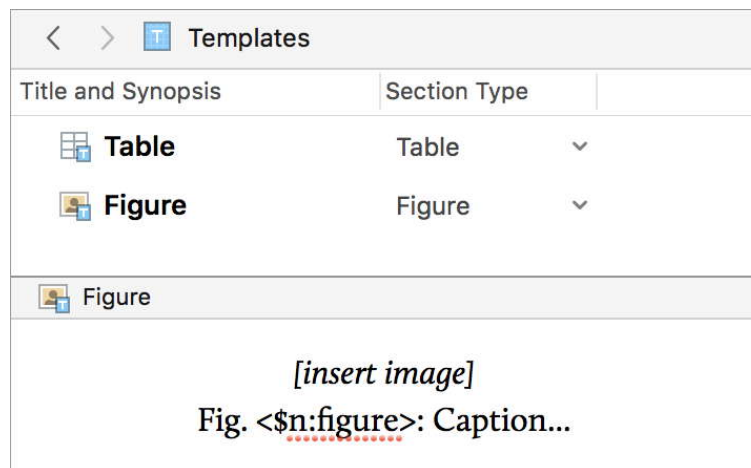 Templates
Title and Synopsis Section Type
Table Table
Figure Figure
Figure
[insert image]
Fig. <$n:figure>: Caption...